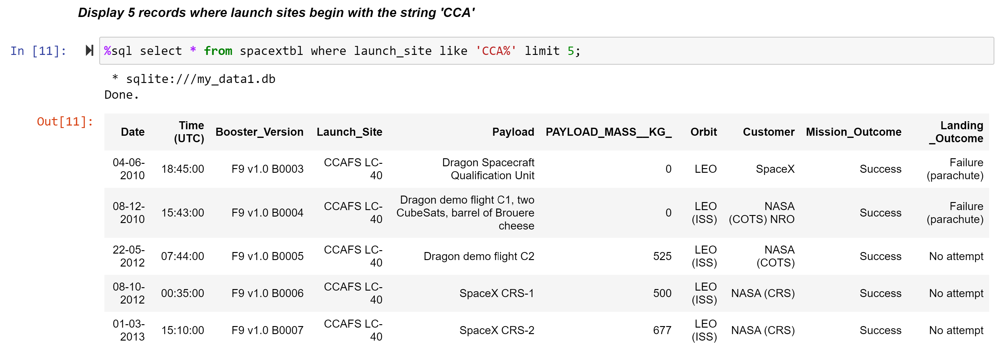 Display 5 records where launch sites begin with the string 'CCA'
In [11]: %sql select * from spacextbl where launch_site like 'CCA%' limit 5;
* sqlite:///my_data1.db
Done.
Out[11]:
Date Time (UTC) Booster_Version Launch_Site Payload PAYLOAD_MASS__KG_ Orbit Customer Mission_Outcome Landing _Outcome
04-06-2010 18:45:00 F9 v1.0 B0003 CCAFS LC-40 Dragon Spacecraft Qualification Unit 0 LEO SpaceX Success Failure (parachute)
08-12-2010 15:43:00 F9 v1.0 B0004 CCAFS LC-40 Dragon demo flight C1, two CubeSats, barrel of Brouere cheese 0 LEO (ISS) NASA (COTS) NRO Success Failure (parachute)
22-05-2012 07:44:00 F9 v1.0 B0005 CCAFS LC-40 Dragon demo flight C2 525 LEO (ISS) NASA (COTS) Success No attempt
08-10-2012 00:35:00 F9 v1.0 B0006 CCAFS LC-40 SpaceX CRS-1 500 LEO (ISS) NASA (CRS) Success No attempt
01-03-2013 15:10:00 F9 v1.0 B0007 CCAFS LC-40 SpaceX CRS-2 677 LEO (ISS) NASA (CRS) Success No attempt